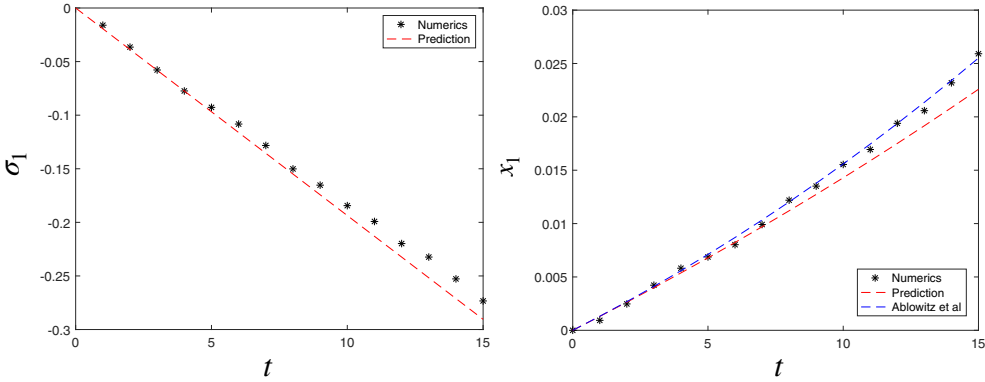 0
-0.05
-0.1
-0.15
-0.2
-0.25
-0.3
σ1
0 5 10 15
t
Numerics
Prediction
0.03
0.025
0.02
0.015
0.01
0.005
0
x1
0 5 10 15
t
Numerics
Prediction
Ablowitz et al